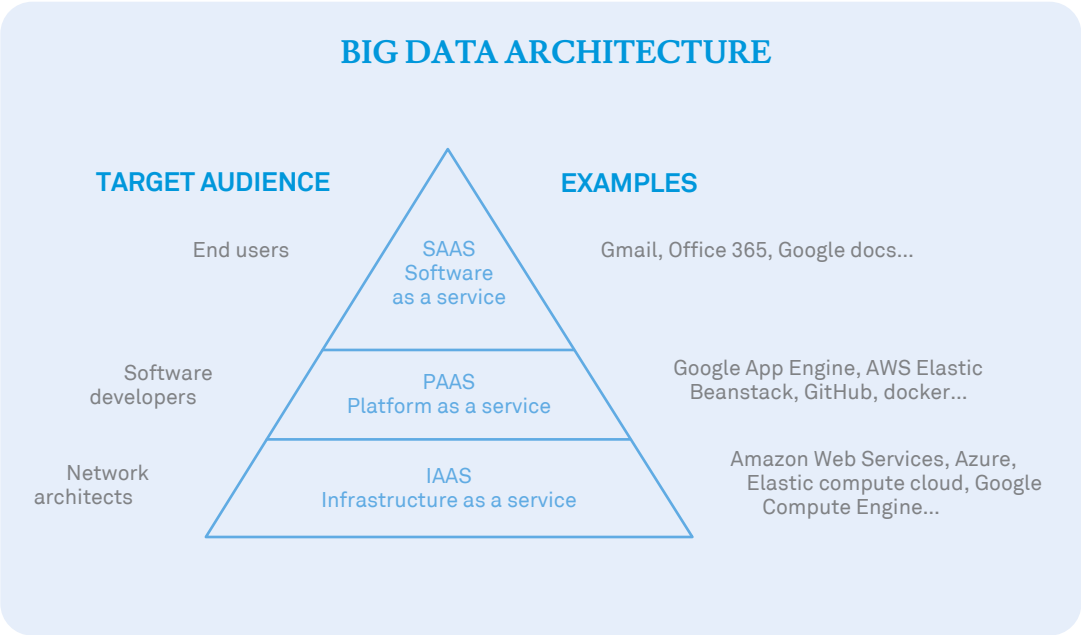 BIG DATA ARCHITECTURE
TARGET AUDIENCE
EXAMPLES
End users
SAAS
Software
as a service
Gmail, Office 365, Google docs...
Software
developers
PAAS
Platform as a service
Google App Engine, AWS Elastic
Beanstack, GitHub, docker...
Network
architects
IAAS
Infrastructure as a service
Amazon Web Services, Azure,
Elastic compute cloud, Google
Compute Engine...